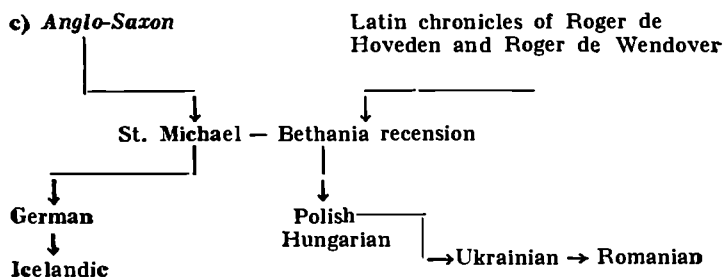 c) Anglo-Saxon
Latin chronicles of Roger de
Hoveden and Roger de Wendover
St. Michael — Bethania recension
German
Icelandic
Polish
Hungarian
Ukrainian → Romanian